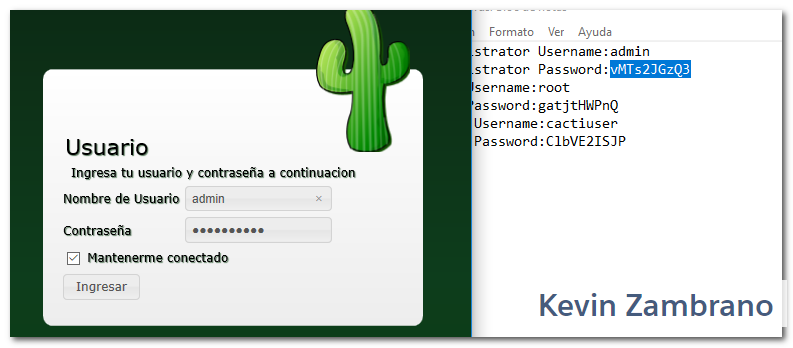 Usuario
Ingresa tu usuario y contraseña a continuacion
Nombre de Usuario admin ×
Contraseña ●●●●●●●●●●
Mantenerme conectado
Ingresar
Formato Ver Ayuda
istrator Username:admin
istrator Password:vMTs2JGzQ3
Username:root
Password:gatjtHWPnQ
Username:cactiuser
Password:ClbVE2ISJP
Kevin Zambrano